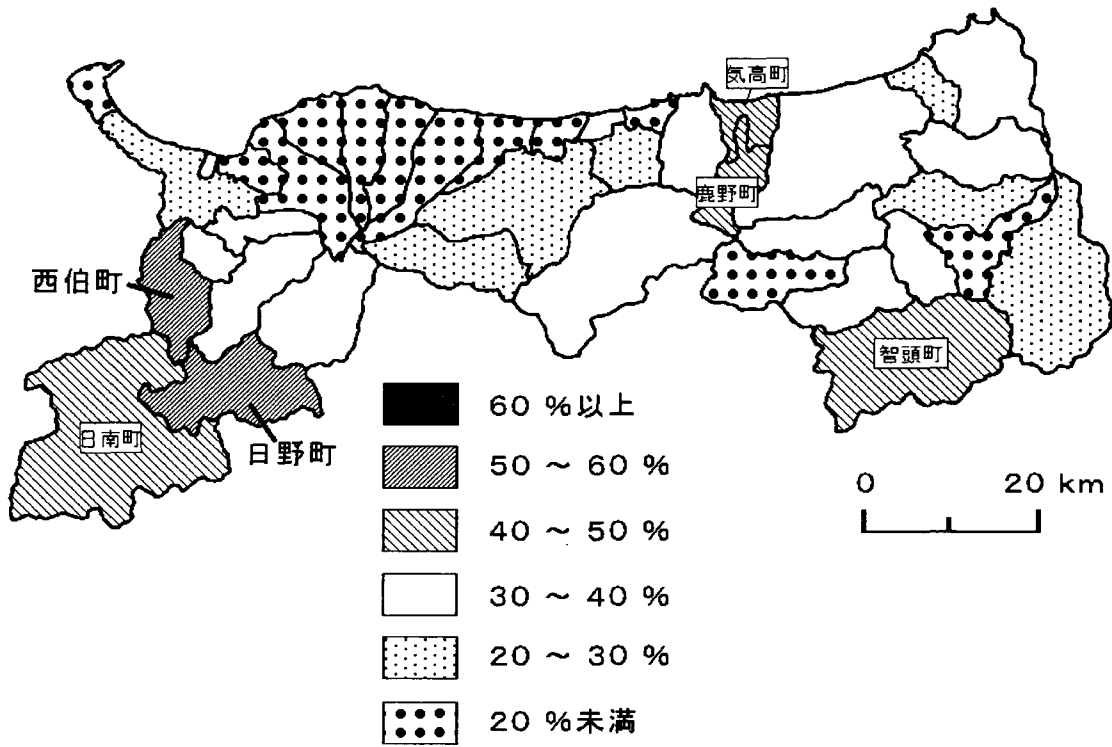 気高町
鹿野町
西伯町
智頭町
日南町
日野町
60 %以上
50 ~ 60 %
40 ~ 50 %
30 ~ 40 %
20 ~ 30 %
20 %未満
0 20 km